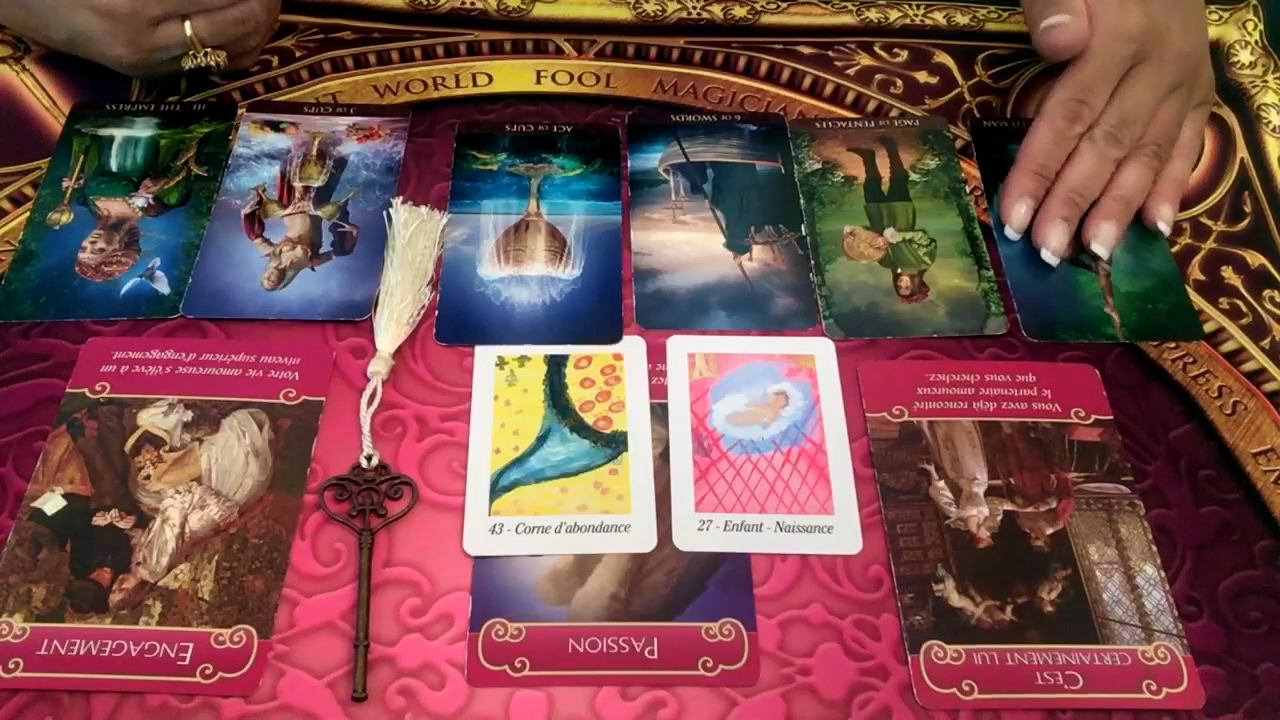 WORLD FOOL MAGICIAN
III · THE EMPRESS
3 OF CUPS
ACE OF CUPS
6 OF SWORDS
PAGE OF PENTACLES
Votre vie amoureuse s'élève à un
niveau supérieur d'engagement.
ENGAGEMENT
43 - Corne d'abondance
27 - Enfant - Naissance
PASSION
Vous avez déjà rencontré
le partenaire amoureux
que vous cherchez.
C'EST
CERTAINEMENT LUI